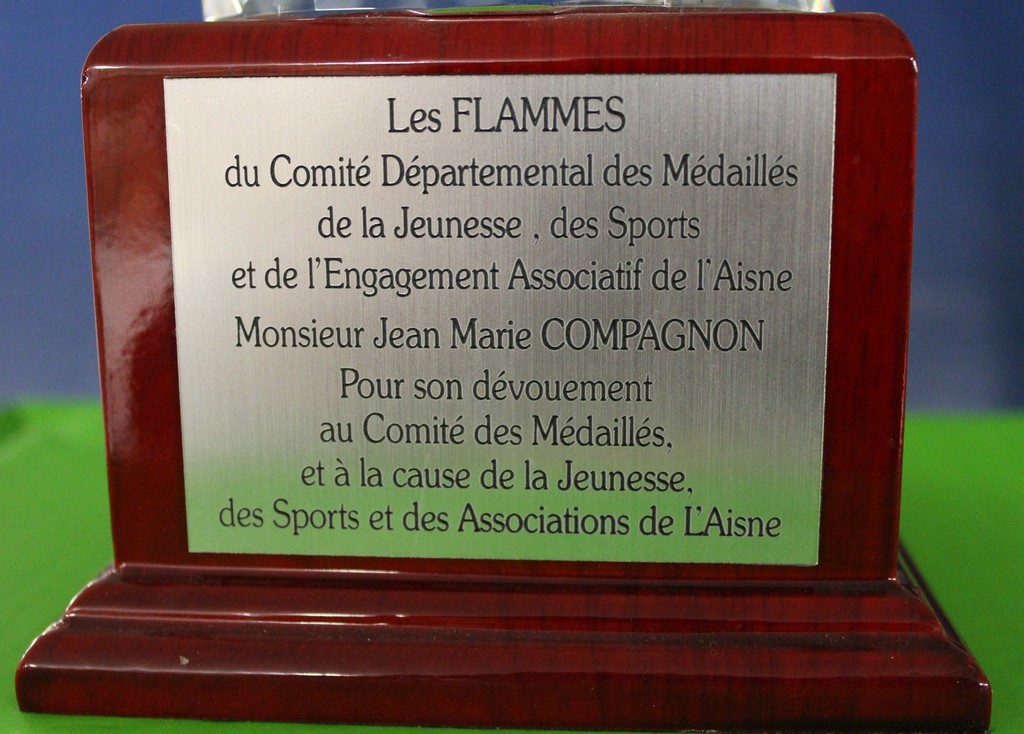 Les FLAMMES
du Comité Départemental des Médaillés
de la Jeunesse , des Sports
et de l'Engagement Associatif de l'Aisne
Monsieur Jean Marie COMPAGNON
Pour son dévouement
au Comité des Médaillés,
et à la cause de la Jeunesse,
des Sports et des Associations de L'Aisne